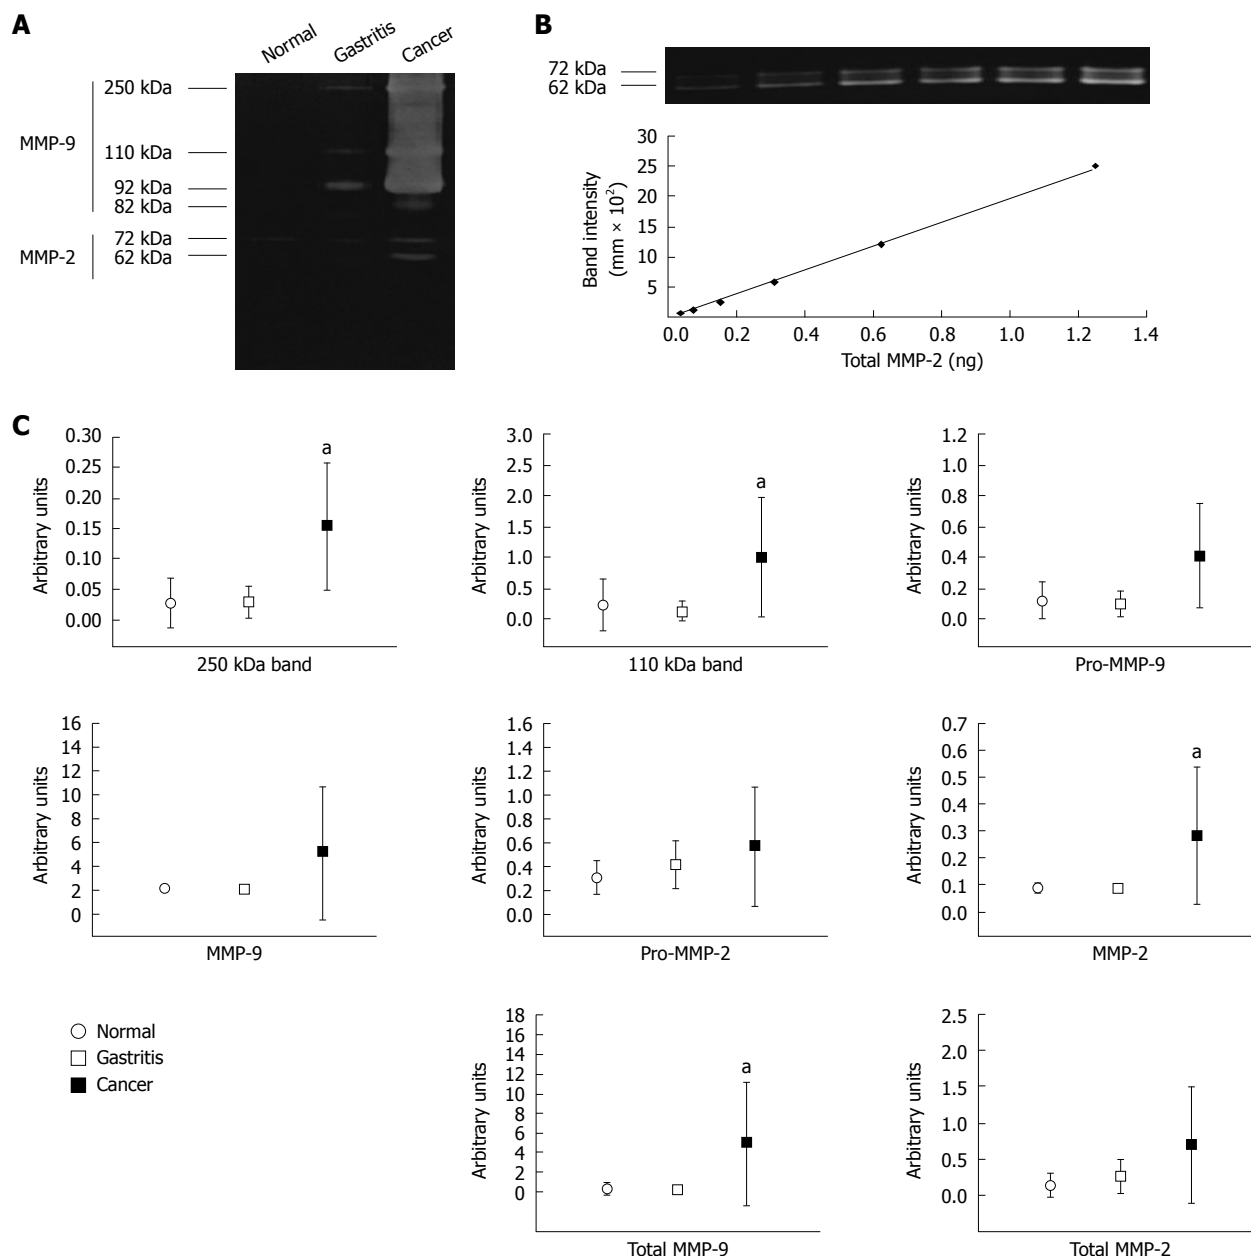 A
Normal
Gastritis
Cancer
MMP-9
250 kDa
110 kDa
92 kDa
82 kDa
MMP-2
72 kDa
62 kDa
B
72 kDa
62 kDa
Band intensity
(mm × 10²)
30
25
20
15
10
5
0.0 0.2 0.4 0.6 0.8 1.0 1.2 1.4
Total MMP-2 (ng)
C
Arbitrary units
0.30
0.25
0.20
0.15
0.10
0.05
0.00
a
250 kDa band
Arbitrary units
3.0
2.5
2.0
1.5
1.0
0.5
0.0
a
110 kDa band
Arbitrary units
1.2
1.0
0.8
0.6
0.4
0.2
0.0
Pro-MMP-9
Arbitrary units
16
14
12
10
8
6
4
2
0
MMP-9
Arbitrary units
1.6
1.4
1.2
1.0
0.8
0.6
0.4
0.2
0.0
Pro-MMP-2
Arbitrary units
0.7
0.6
0.5
0.4
0.3
0.2
0.1
0.0
a
MMP-2
Normal
Gastritis
Cancer
Arbitrary units
18
16
14
12
10
8
6
4
2
0
a
Total MMP-9
Arbitrary units
2.5
2.0
1.5
1.0
0.5
0.0
Total MMP-2